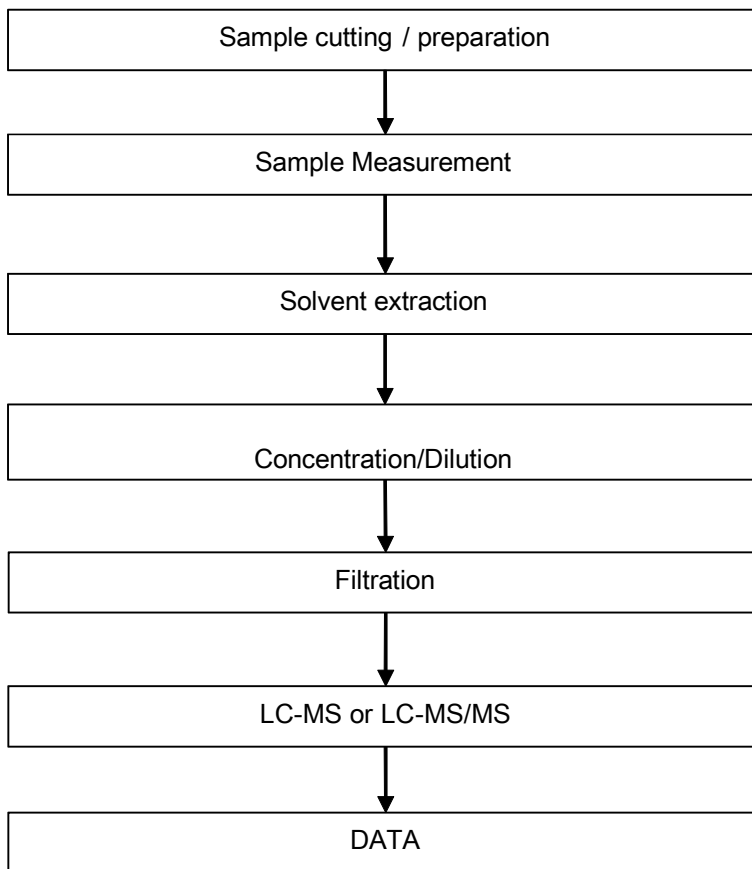 Sample cutting / preparation
Sample Measurement
Solvent extraction
Concentration/Dilution
Filtration
LC-MS or LC-MS/MS
DATA